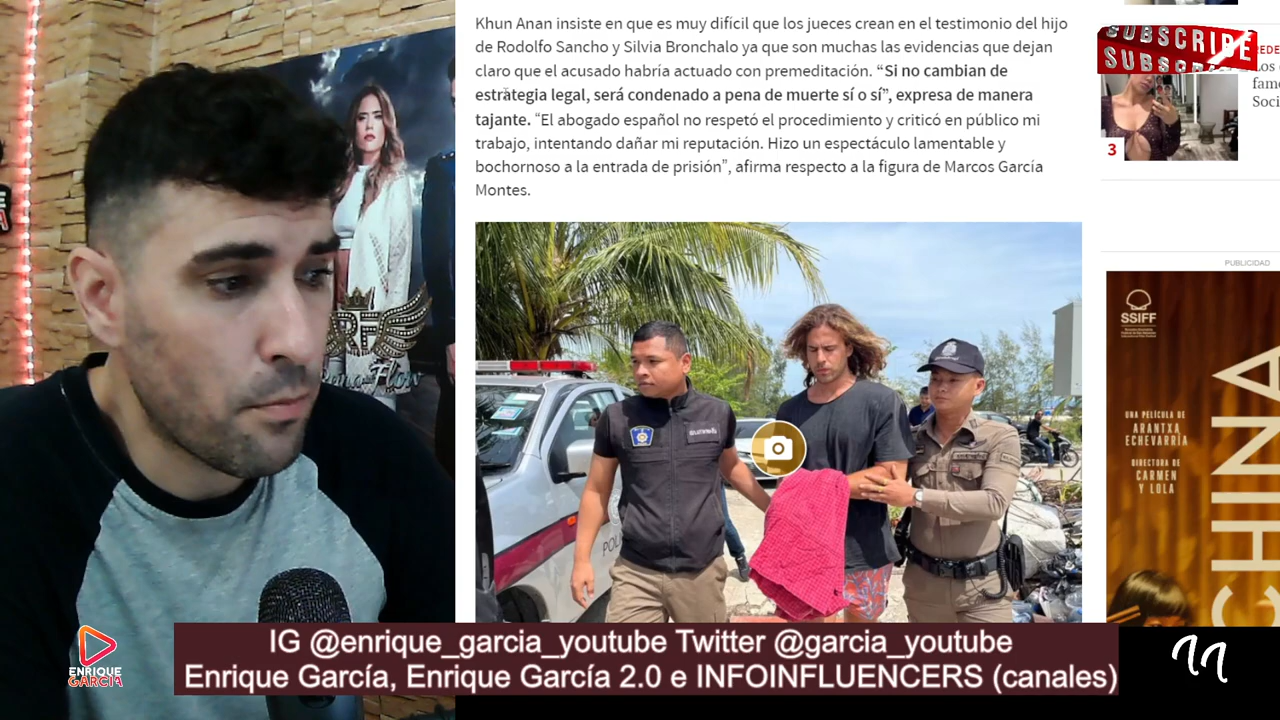 Khun Anan insiste en que es muy difícil que los jueces crean en el testimonio del hijo
de Rodolfo Sancho y Silvia Bronchalo ya que son muchas las evidencias que dejan
claro que el acusado habría actuado con premeditación. “Si no cambian de
estrategia legal, será condenado a pena de muerte sí o sí”, expresa de manera
tajante. “El abogado español no respetó el procedimiento y criticó en público mi
trabajo, intentando dañar mi reputación. Hizo un espectáculo lamentable y
bochornoso a la entrada de prisión”, afirma respecto a la figura de Marcos García
Montes.
SUBSCRIBE
SUBSCRIBE
3
PUBLICIDAD
SSIFF
UNA PELÍCULA DE
ARANTXA
ECHEVARRÍA
DIRECTORA DE
CARMEN
Y LOLA
CHINA
IG @enrique_garcia_youtube Twitter @garcia_youtube
Enrique García, Enrique García 2.0 e INFOINFLUENCERS (canales)
ENRIQUE
GARCÍA